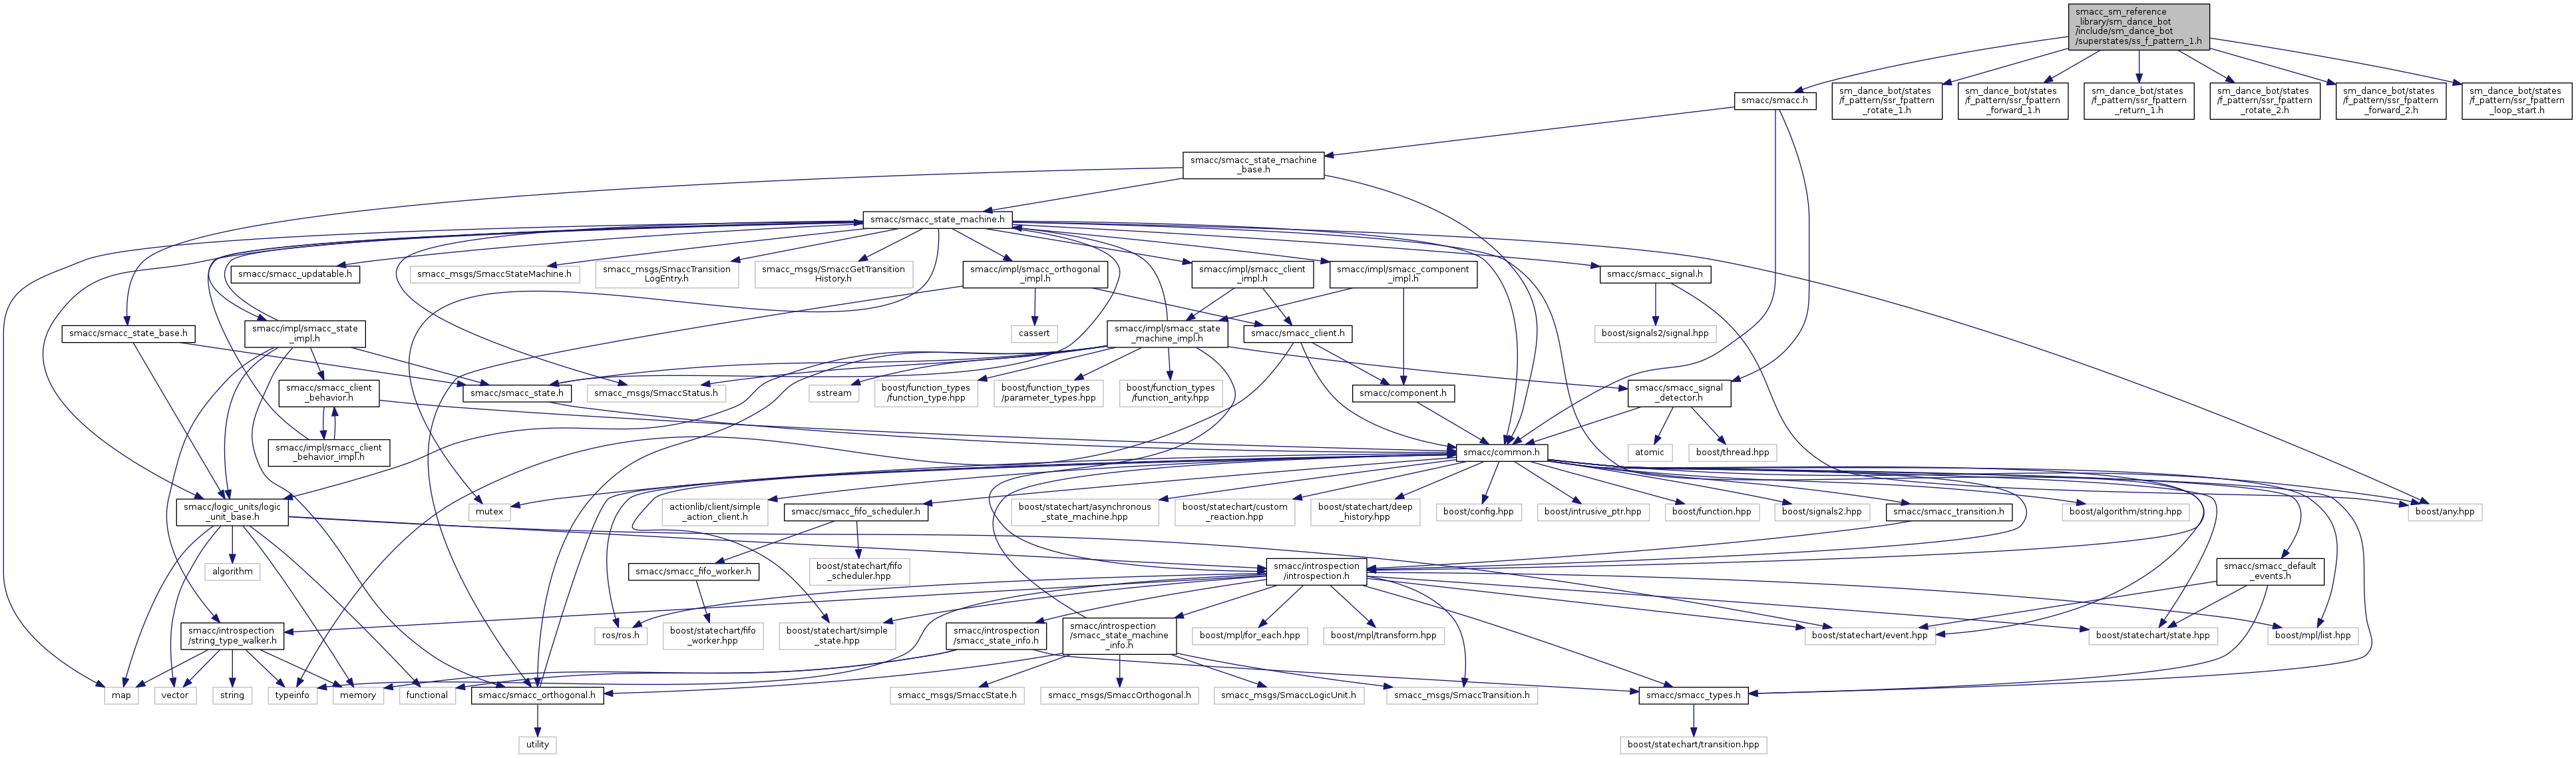 smacc_sm_reference
_library/sm_dance_bot
/include/sm_dance_bot
/superstates/ss_f_pattern_1.h
smacc/smacc.h
sm_dance_bot/states
/f_pattern/ssr_fpattern
_rotate_1.h
sm_dance_bot/states
/f_pattern/ssr_fpattern
_forward_1.h
sm_dance_bot/states
/f_pattern/ssr_fpattern
_return_1.h
sm_dance_bot/states
/f_pattern/ssr_fpattern
_rotate_2.h
sm_dance_bot/states
/f_pattern/ssr_fpattern
_forward_2.h
sm_dance_bot/states
/f_pattern/ssr_fpattern
_loop_start.h
smacc/smacc_state_machine
_base.h
smacc/smacc_state_machine.h
smacc/smacc_updatable.h
smacc_msgs/SmaccStateMachine.h
smacc_msgs/SmaccTransition
LogEntry.h
smacc_msgs/SmaccGetTransition
History.h
smacc/impl/smacc_orthogonal
_impl.h
smacc/impl/smacc_client
_impl.h
smacc/impl/smacc_component
_impl.h
smacc/smacc_signal.h
smacc/smacc_state_base.h
smacc/impl/smacc_state
_impl.h
cassert
smacc/impl/smacc_state
_machine_impl.h
smacc/smacc_client.h
boost/signals2/signal.hpp
smacc/smacc_client
_behavior.h
smacc/smacc_state.h
smacc_msgs/SmaccStatus.h
sstream
boost/function_types
/function_type.hpp
boost/function_types
/parameter_types.hpp
boost/function_types
/function_arity.hpp
smacc/component.h
smacc/smacc_signal
_detector.h
smacc/impl/smacc_client
_behavior_impl.h
smacc/common.h
atomic
boost/thread.hpp
smacc/logic_units/logic
_unit_base.h
mutex
actionlib/client/simple
_action_client.h
smacc/smacc_fifo_scheduler.h
boost/statechart/asynchronous
_state_machine.hpp
boost/statechart/custom
_reaction.hpp
boost/statechart/deep
_history.hpp
boost/config.hpp
boost/intrusive_ptr.hpp
boost/function.hpp
boost/signals2.hpp
smacc/smacc_transition.h
boost/algorithm/string.hpp
boost/any.hpp
algorithm
smacc/smacc_fifo_worker.h
boost/statechart/fifo
_scheduler.hpp
smacc/introspection
/introspection.h
smacc/smacc_default
_events.h
smacc/introspection
/string_type_walker.h
ros/ros.h
boost/statechart/fifo
_worker.hpp
boost/statechart/simple
_state.hpp
smacc/introspection
/smacc_state_info.h
smacc/introspection
/smacc_state_machine
_info.h
boost/mpl/for_each.hpp
boost/mpl/transform.hpp
boost/statechart/event.hpp
boost/statechart/state.hpp
boost/mpl/list.hpp
map
vector
string
typeinfo
memory
functional
smacc/smacc_orthogonal.h
smacc_msgs/SmaccState.h
smacc_msgs/SmaccOrthogonal.h
smacc_msgs/SmaccLogicUnit.h
smacc_msgs/SmaccTransition.h
smacc/smacc_types.h
utility
boost/statechart/transition.hpp